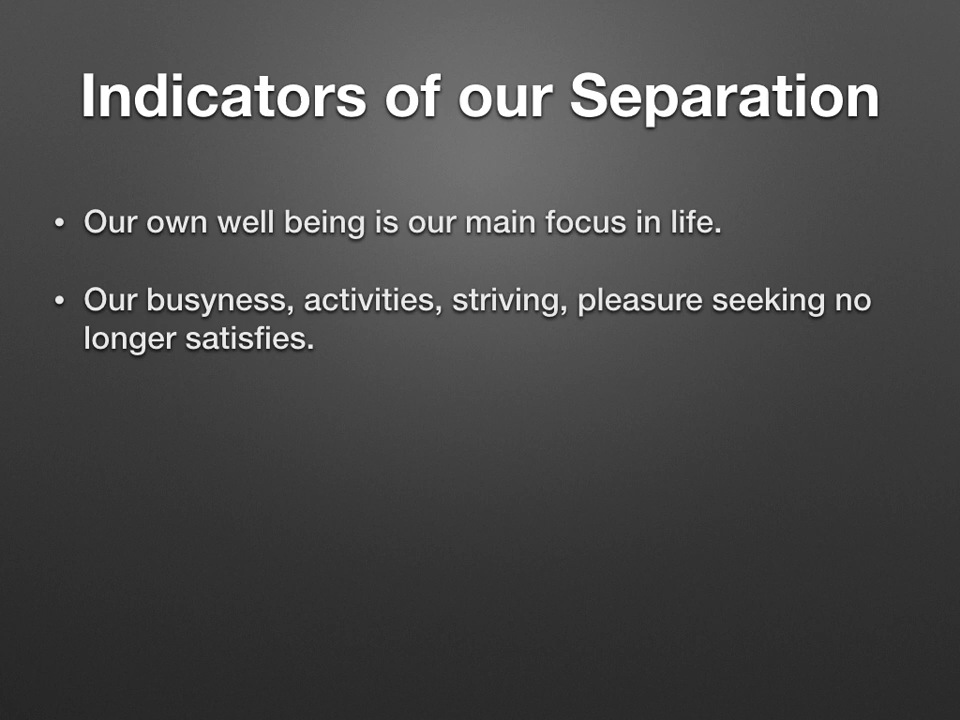 Indicators of our Separation
• Our own well being is our main focus in life.
• Our busyness, activities, striving, pleasure seeking no
longer satisfies.